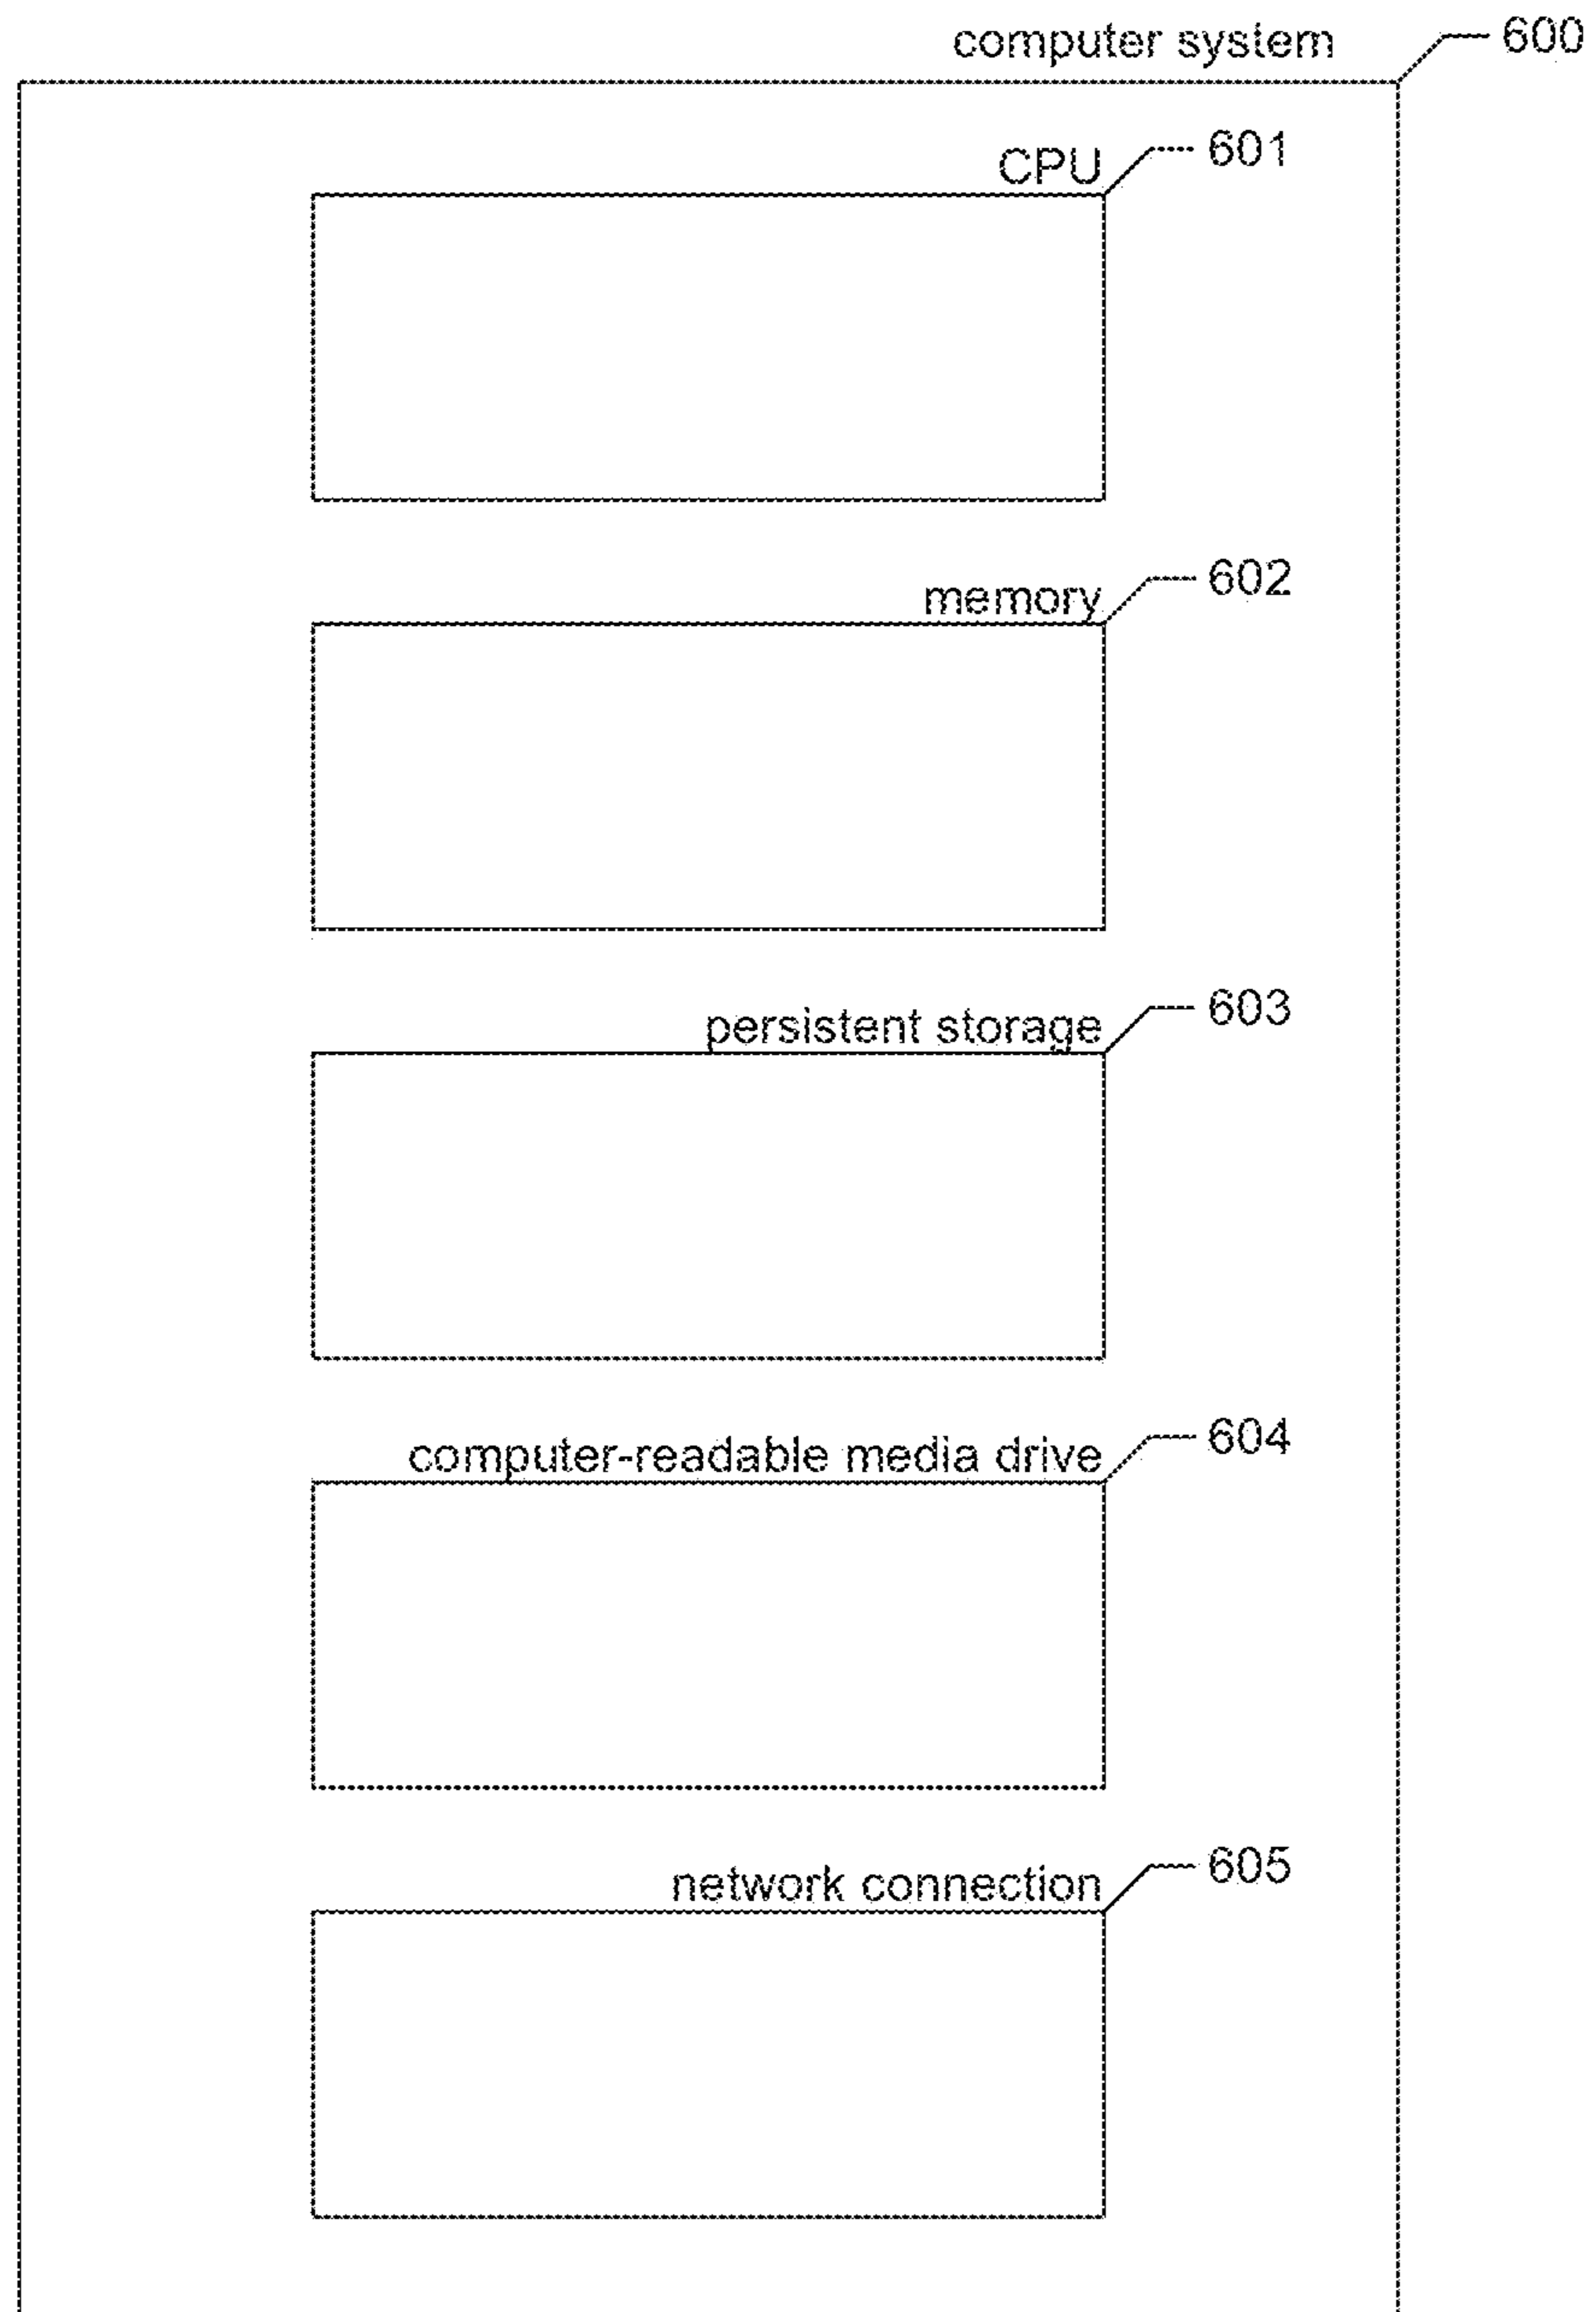 computer system 600
CPU 601
memory 602
persistent storage 603
computer-readable media drive 604
network connection 605